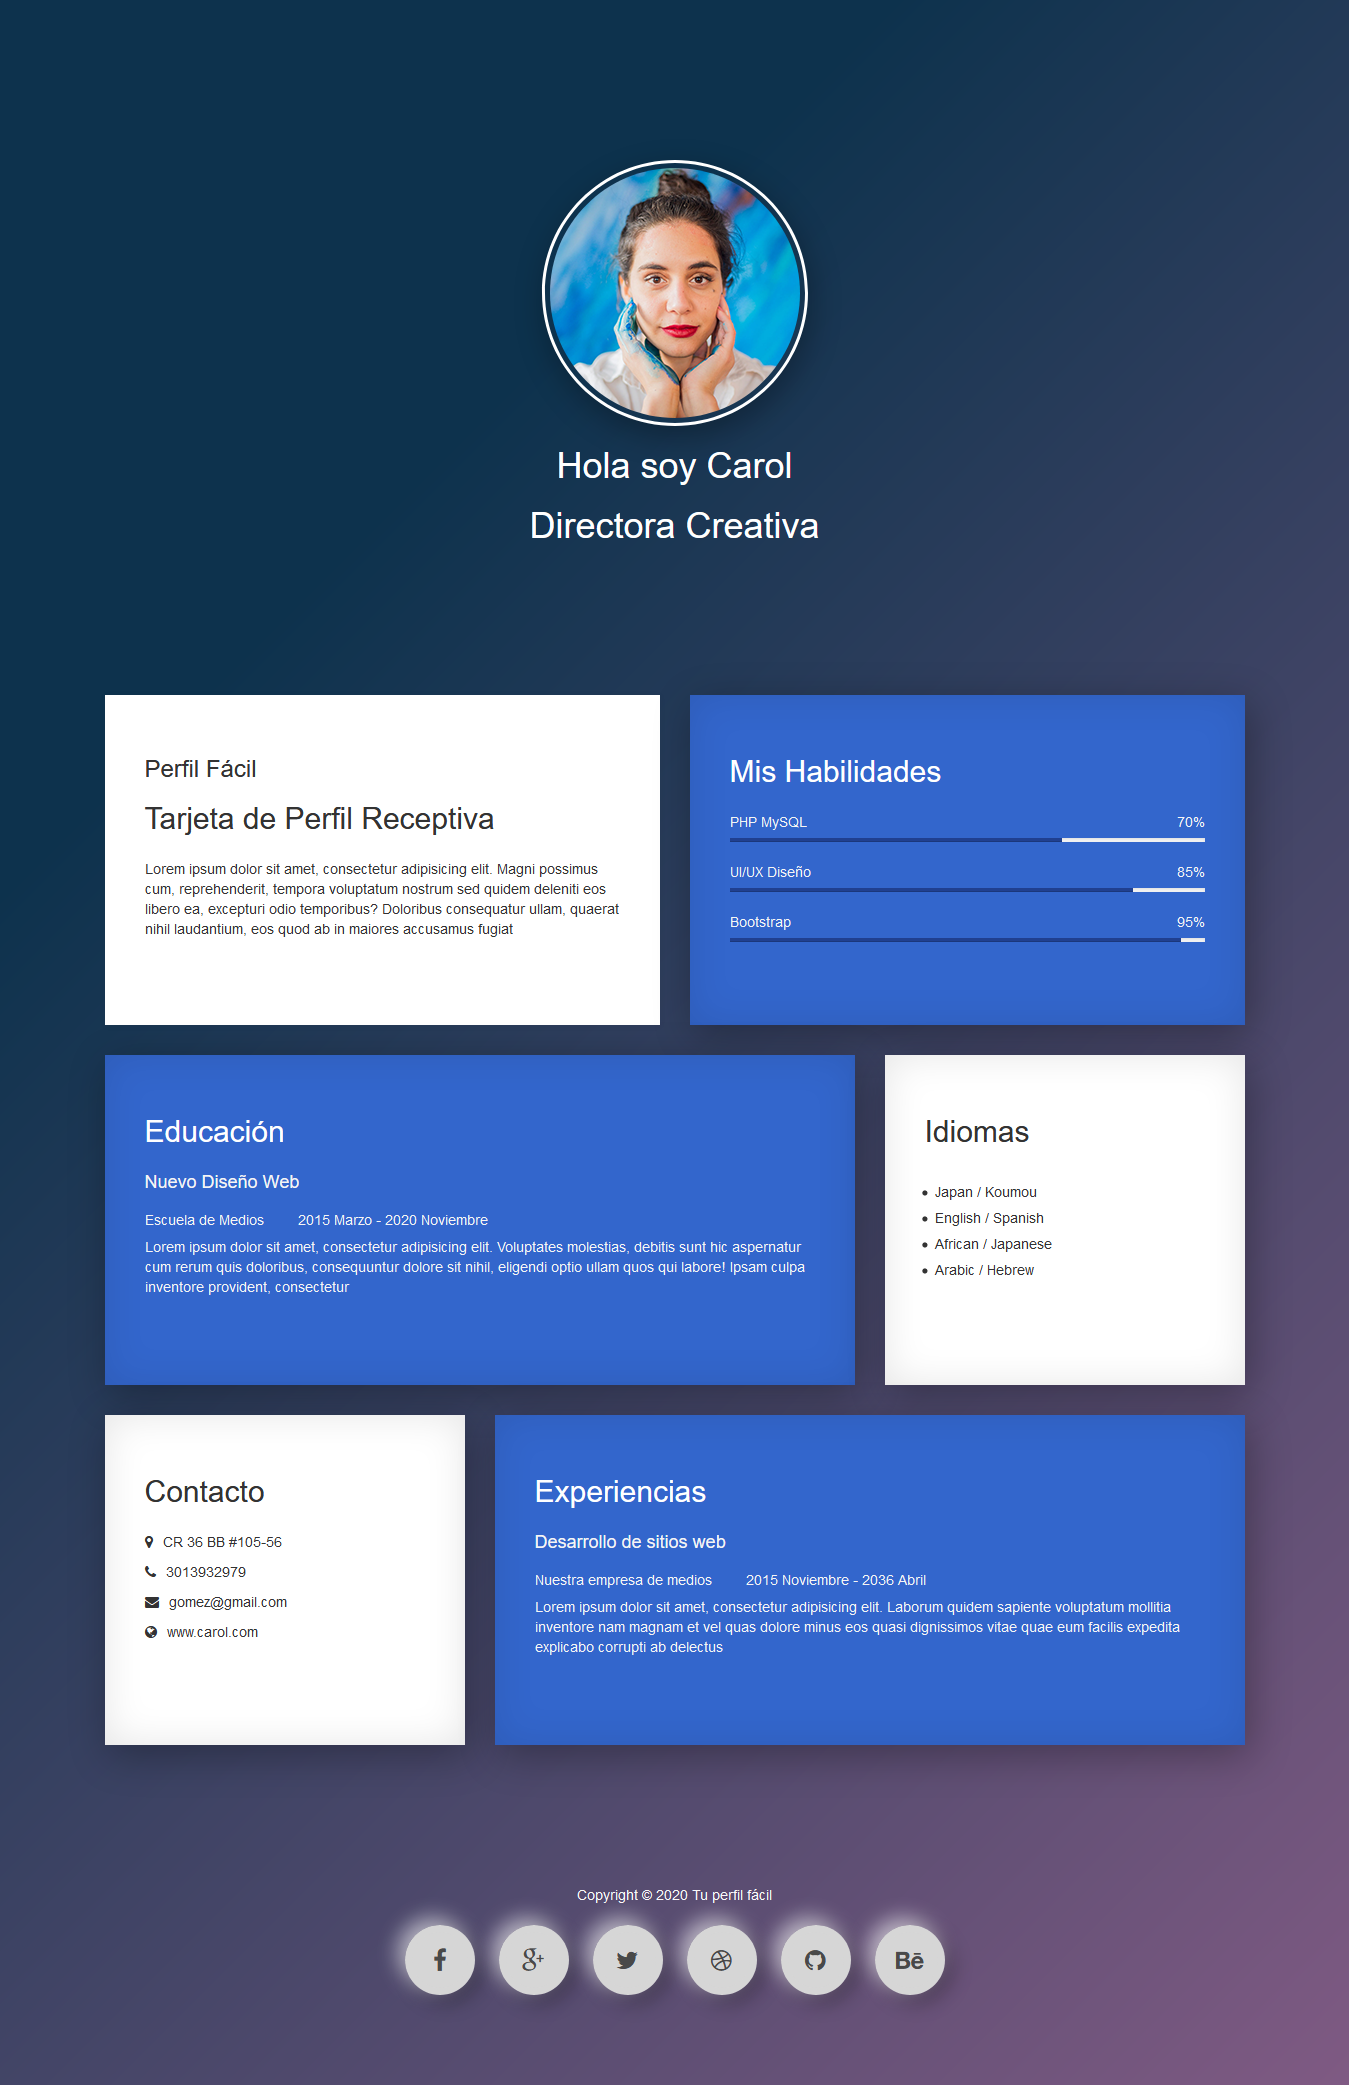 Hola soy Carol
Directora Creativa
Perfil Fácil
Tarjeta de Perfil Receptiva
Lorem ipsum dolor sit amet, consectetur adipisicing elit. Magni possimus
cum, reprehenderit, tempora voluptatum nostrum sed quidem deleniti eos
libero ea, excepturi odio temporibus? Doloribus consequatur ullam, quaerat
nihil laudantium, eos quod ab in maiores accusamus fugiat
Mis Habilidades
PHP MySQL 70%
UI/UX Diseño 85%
Bootstrap 95%
Educación
Nuevo Diseño Web
Escuela de Medios 2015 Marzo - 2020 Noviembre
Lorem ipsum dolor sit amet, consectetur adipisicing elit. Voluptates molestias, debitis sunt hic aspernatur
cum rerum quis doloribus, consequuntur dolore sit nihil, eligendi optio ullam quos qui labore! Ipsam culpa
inventore provident, consectetur
Idiomas
Japan / Koumou
English / Spanish
African / Japanese
Arabic / Hebrew
Contacto
CR 36 BB #105-56
3013932979
gomez@gmail.com
www.carol.com
Experiencias
Desarrollo de sitios web
Nuestra empresa de medios 2015 Noviembre - 2036 Abril
Lorem ipsum dolor sit amet, consectetur adipisicing elit. Laborum quidem sapiente voluptatum mollitia
inventore nam magnam et vel quas dolore minus eos quasi dignissimos vitae quae eum facilis expedita
explicabo corrupti ab delectus
Copyright © 2020 Tu perfil fácil
f g+ Bē